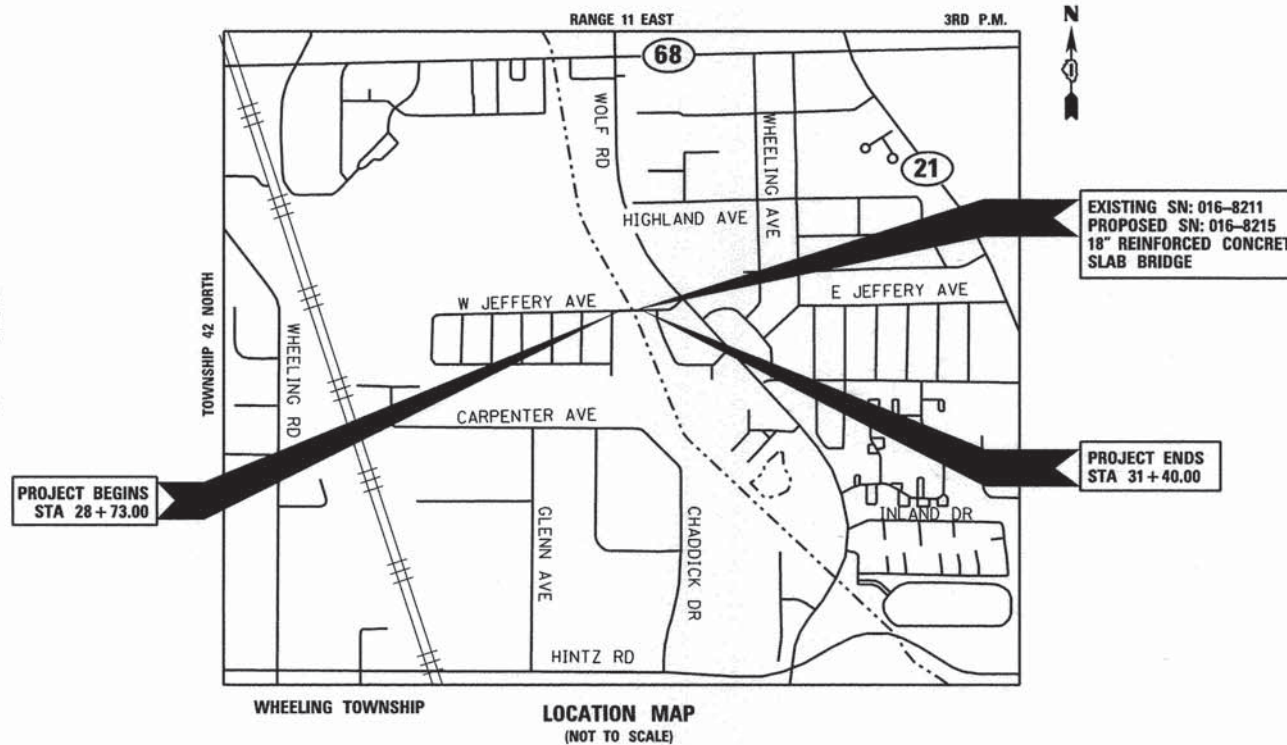 RANGE 11 EAST
3RD P.M.
N
68
WOLF RD
WHEELING AVE
21
HIGHLAND AVE
EXISTING SN: 016-8211
PROPOSED SN: 016-8215
18" REINFORCED CONCRET
SLAB BRIDGE
W JEFFERY AVE
E JEFFERY AVE
TOWNSHIP 42 NORTH
WHEELING RD
CARPENTER AVE
PROJECT BEGINS
STA 28+73.00
PROJECT ENDS
STA 31+40.00
GLENN AVE
CHADDICK DR
INLAND DR
HINTZ RD
WHEELING TOWNSHIP
LOCATION MAP
(NOT TO SCALE)